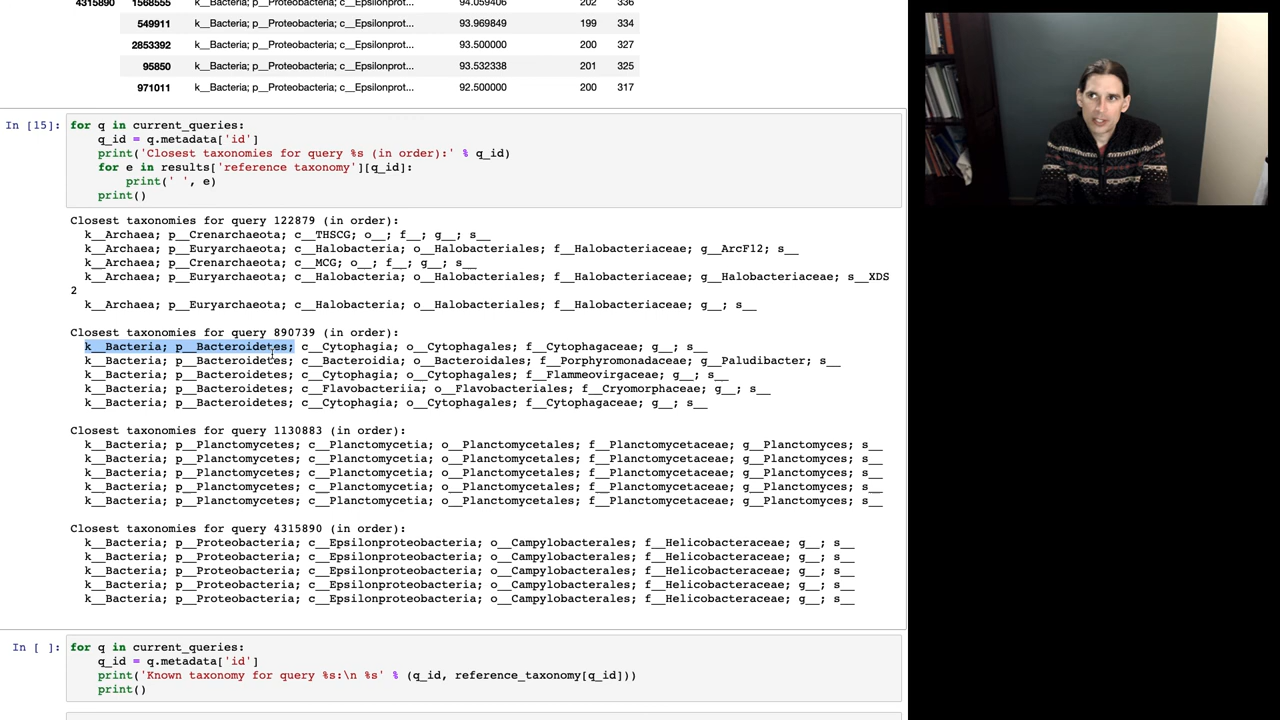 4315890 1568555 k__Bacteria; p__Proteobacteria; c__Epsilonprot... 94.059406 202 336
549911 k__Bacteria; p__Proteobacteria; c__Epsilonprot... 93.969849 199 334
2853392 k__Bacteria; p__Proteobacteria; c__Epsilonprot... 93.500000 200 327
95850 k__Bacteria; p__Proteobacteria; c__Epsilonprot... 93.532338 201 325
971011 k__Bacteria; p__Proteobacteria; c__Epsilonprot... 92.500000 200 317
In [15]: for q in current_queries:
q_id = q.metadata['id']
print('Closest taxonomies for query %s (in order):' % q_id)
for e in results['reference taxonomy'][q_id]:
print(' ', e)
print()
Closest taxonomies for query 122879 (in order):
k__Archaea; p__Crenarchaeota; c__THSCG; o__; f__; g__; s__
k__Archaea; p__Euryarchaeota; c__Halobacteria; o__Halobacteriales; f__Halobacteriaceae; g__ArcF12; s__
k__Archaea; p__Crenarchaeota; c__MCG; o__; f__; g__; s__
k__Archaea; p__Euryarchaeota; c__Halobacteria; o__Halobacteriales; f__Halobacteriaceae; g__Halobacteriaceae; s__XDS
2
k__Archaea; p__Euryarchaeota; c__Halobacteria; o__Halobacteriales; f__Halobacteriaceae; g__; s__
Closest taxonomies for query 890739 (in order):
k__Bacteria; p__Bacteroidetes; c__Cytophagia; o__Cytophagales; f__Cytophagaceae; g__; s__
k__Bacteria; p__Bacteroidetes; c__Bacteroidia; o__Bacteroidales; f__Porphyromonadaceae; g__Paludibacter; s__
k__Bacteria; p__Bacteroidetes; c__Cytophagia; o__Cytophagales; f__Flammeovirgaceae; g__; s__
k__Bacteria; p__Bacteroidetes; c__Flavobacteriia; o__Flavobacteriales; f__Cryomorphaceae; g__; s__
k__Bacteria; p__Bacteroidetes; c__Cytophagia; o__Cytophagales; f__Cytophagaceae; g__; s__
Closest taxonomies for query 1130883 (in order):
k__Bacteria; p__Planctomycetes; c__Planctomycetia; o__Planctomycetales; f__Planctomycetaceae; g__Planctomyces; s__
k__Bacteria; p__Planctomycetes; c__Planctomycetia; o__Planctomycetales; f__Planctomycetaceae; g__Planctomyces; s__
k__Bacteria; p__Planctomycetes; c__Planctomycetia; o__Planctomycetales; f__Planctomycetaceae; g__Planctomyces; s__
k__Bacteria; p__Planctomycetes; c__Planctomycetia; o__Planctomycetales; f__Planctomycetaceae; g__Planctomyces; s__
k__Bacteria; p__Planctomycetes; c__Planctomycetia; o__Planctomycetales; f__Planctomycetaceae; g__Planctomyces; s__
Closest taxonomies for query 4315890 (in order):
k__Bacteria; p__Proteobacteria; c__Epsilonproteobacteria; o__Campylobacterales; f__Helicobacteraceae; g__; s__
k__Bacteria; p__Proteobacteria; c__Epsilonproteobacteria; o__Campylobacterales; f__Helicobacteraceae; g__; s__
k__Bacteria; p__Proteobacteria; c__Epsilonproteobacteria; o__Campylobacterales; f__Helicobacteraceae; g__; s__
k__Bacteria; p__Proteobacteria; c__Epsilonproteobacteria; o__Campylobacterales; f__Helicobacteraceae; g__; s__
k__Bacteria; p__Proteobacteria; c__Epsilonproteobacteria; o__Campylobacterales; f__Helicobacteraceae; g__; s__
In [ ]: for q in current_queries:
q_id = q.metadata['id']
print('Known taxonomy for query %s:\n %s' % (q_id, reference_taxonomy[q_id]))
print()